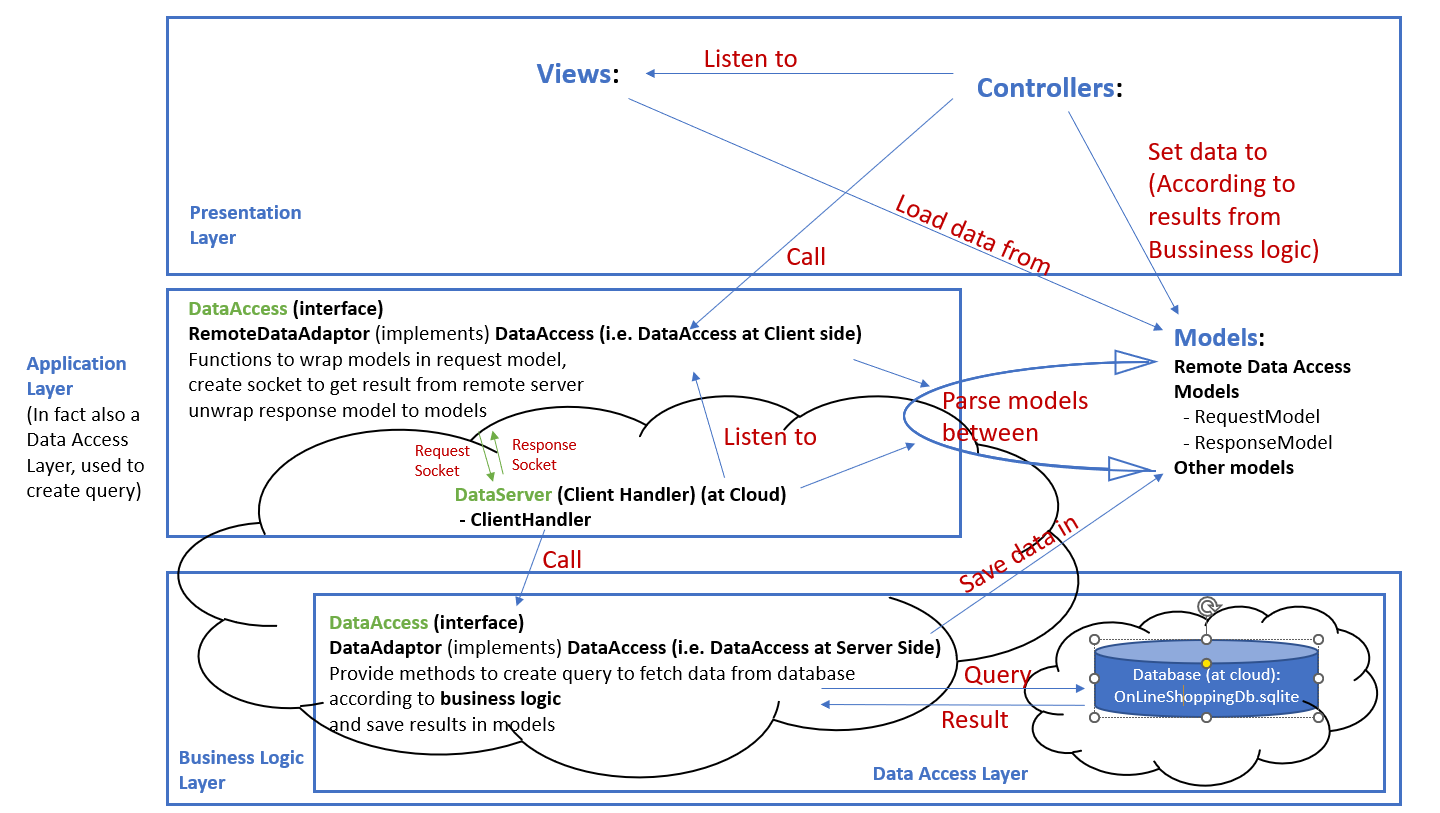 Listen to
Views:
Controllers:
Set data to
(According to
results from
Bussiness logic)
Load data from
Presentation
Layer
Call
DataAccess (interface)
RemoteDataAdaptor (implements) DataAccess (i.e. DataAccess at Client side)
Functions to wrap models in request model,
create socket to get result from remote server
unwrap response model to models
Application
Layer
(In fact also a
Data Access
Layer, used to
create query)
Models:
Remote Data Access
Models
- RequestModel
- ResponseModel
Other models
Parse models
between
Listen to
Request
Socket
Response
Socket
DataServer (Client Handler) (at Cloud)
- ClientHandler
Call
Save data in
DataAccess (interface)
DataAdaptor (implements) DataAccess (i.e. DataAccess at Server Side)
Provide methods to create query to fetch data from database
according to business logic
and save results in models
Query
Result
Database (at cloud):
OnLineShoppingDb.sqlite
Business Logic
Layer
Data Access Layer